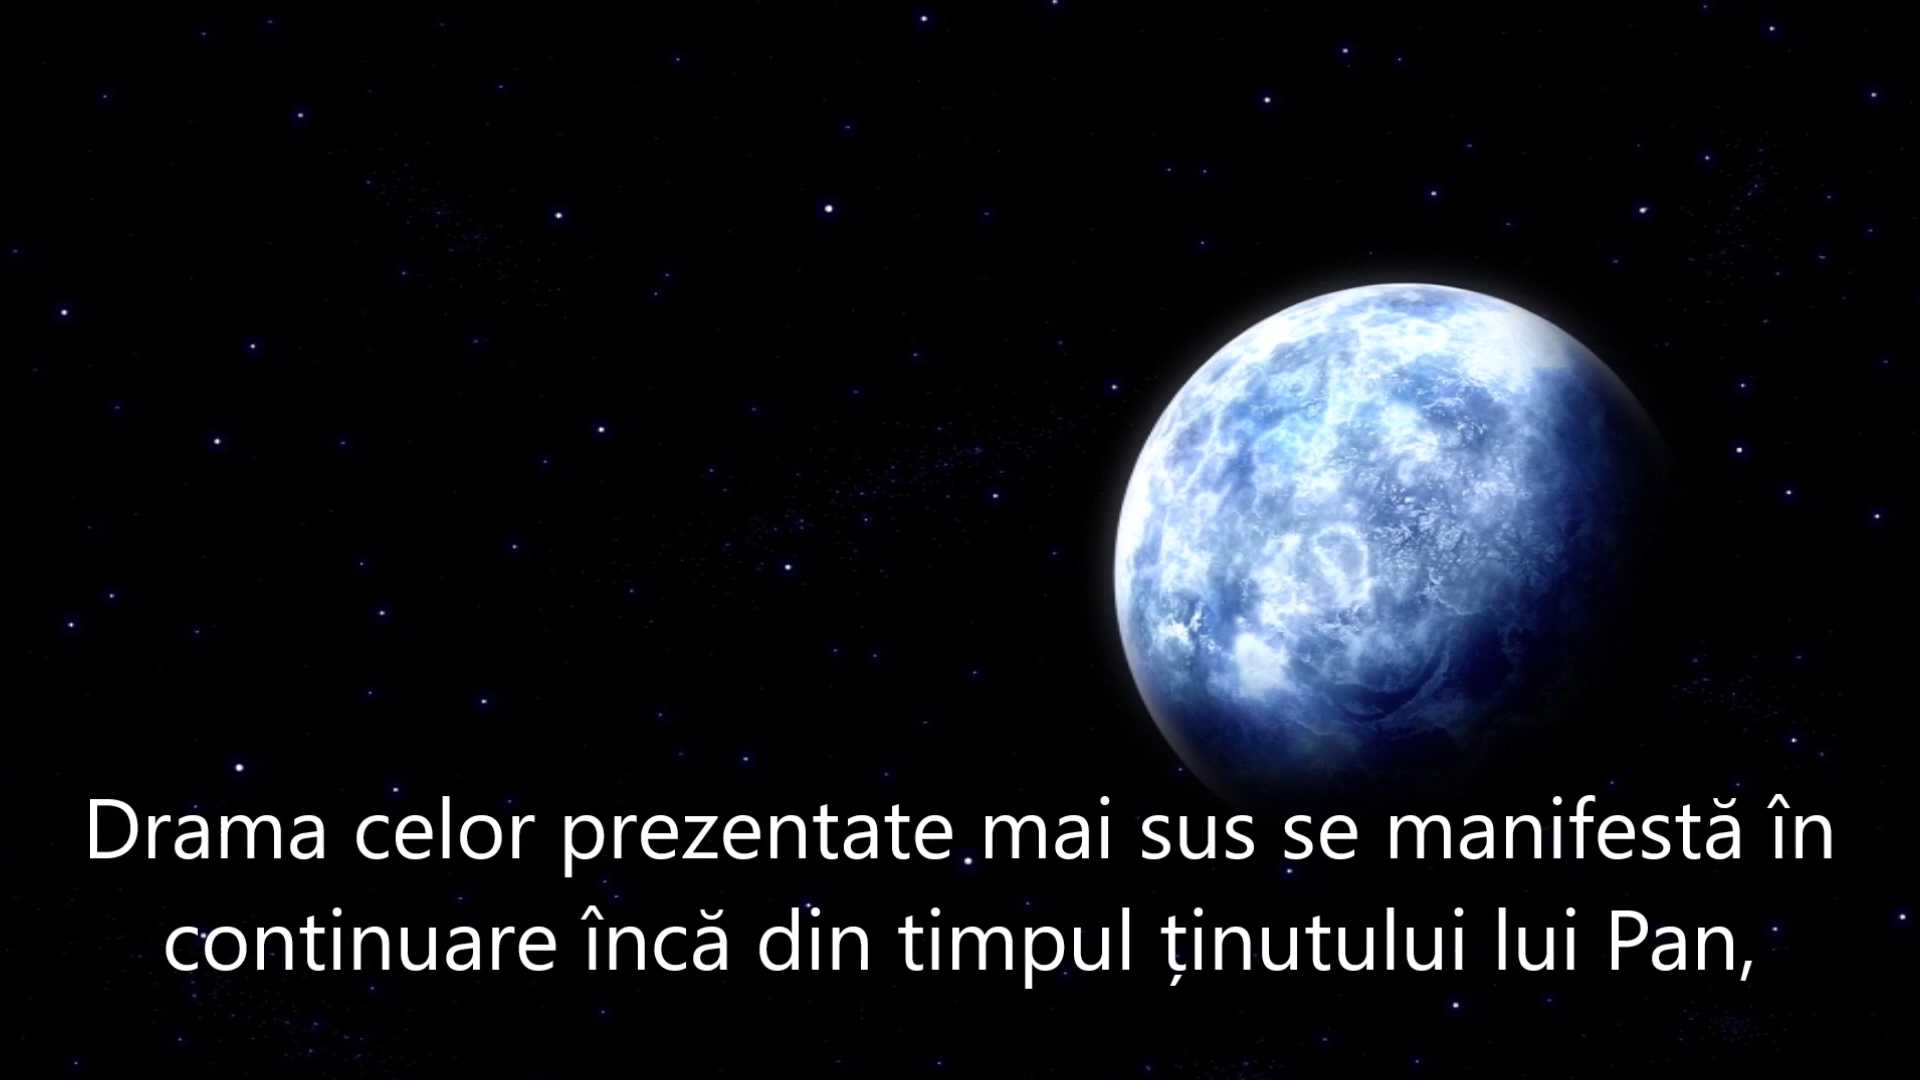 Drama celor prezentate mai sus se manifestă în
continuare încă din timpul ținutului lui Pan,